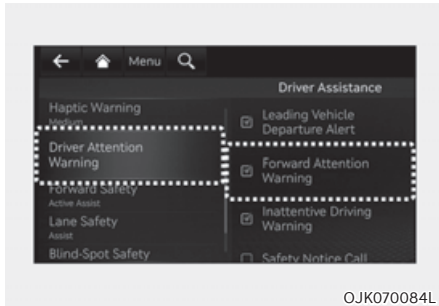 Menu
Driver Assistance
Haptic Warning
Medium
Driver Attention
Warning
Forward Safety
Active Assist
Lane Safety
Assist
Blind-Spot Safety
Leading Vehicle
Departure Alert
Forward Attention
Warning
Inattentive Driving
Warning
Safety Notice Call
OJK070084L